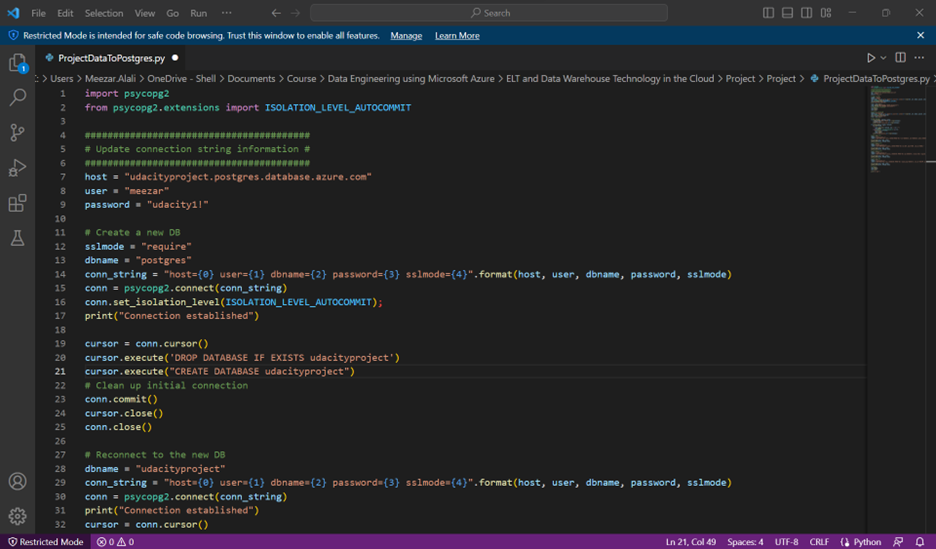 File Edit Selection View Go Run ··· ← → Search
Restricted Mode is intended for safe code browsing. Trust this window to enable all features. Manage Learn More
ProjectDataToPostgres.py
C: > Users > Meezar.Alali > OneDrive - Shell > Documents > Course > Data Engineering using Microsoft Azure > ELT and Data Warehouse Technology in the Cloud > Project > Project > ProjectDataToPostgres.py >
1 import psycopg2
2 from psycopg2.extensions import ISOLATION_LEVEL_AUTOCOMMIT
3
4 ########################################
5 # Update connection string information #
6 ########################################
7 host = "udacityproject.postgres.database.azure.com"
8 user = "meezar"
9 password = "udacity1!"
10
11 # Create a new DB
12 sslmode = "require"
13 dbname = "postgres"
14 conn_string = "host={0} user={1} dbname={2} password={3} sslmode={4}".format(host, user, dbname, password, sslmode)
15 conn = psycopg2.connect(conn_string)
16 conn.set_isolation_level(ISOLATION_LEVEL_AUTOCOMMIT);
17 print("Connection established")
18
19 cursor = conn.cursor()
20 cursor.execute('DROP DATABASE IF EXISTS udacityproject')
21 cursor.execute("CREATE DATABASE udacityproject")
22 # Clean up initial connection
23 conn.commit()
24 cursor.close()
25 conn.close()
26
27 # Reconnect to the new DB
28 dbname = "udacityproject"
29 conn_string = "host={0} user={1} dbname={2} password={3} sslmode={4}".format(host, user, dbname, password, sslmode)
30 conn = psycopg2.connect(conn_string)
31 print("Connection established")
32 cursor = conn.cursor()
1
Restricted Mode 0 0 Ln 21, Col 49 Spaces: 4 UTF-8 CRLF Python